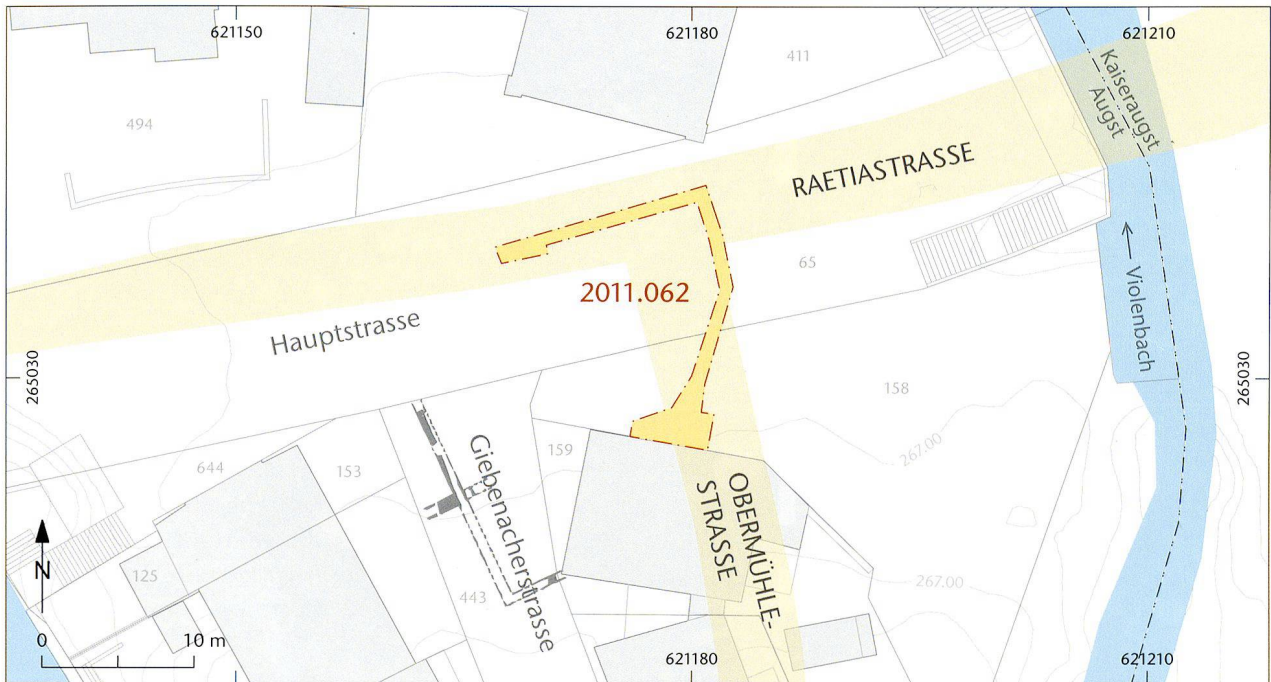 621150
621180
621210
411
Kaiseraugst
Augst
494
RAETIASTRASSE
65
2011.062
Violenbach
Hauptstrasse
265030
265030
158
267.00
159
644
153
Giebenacherstrasse
OBERMÜHLE-
STRASSE
N
125
443
267.00
0
10 m
621180
621210